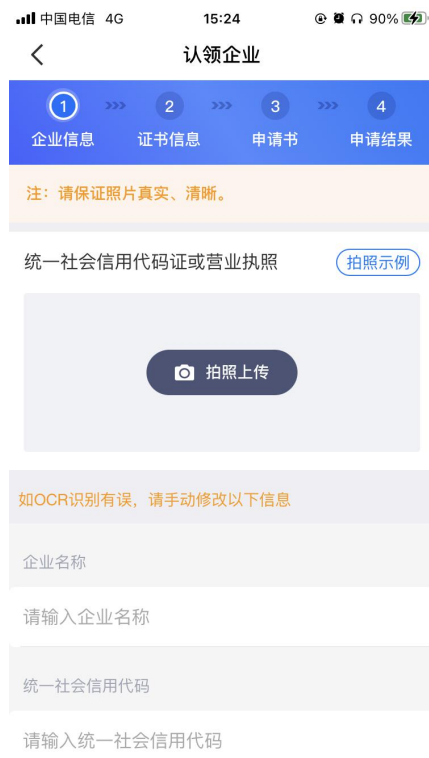 中国电信 4G 15:24 90%
认领企业
1 >>> 2 >>> 3 >>> 4
企业信息 证书信息 申请书 申请结果
注：请保证照片真实、清晰。
统一社会信用代码证或营业执照 拍照示例
拍照上传
如OCR识别有误，请手动修改以下信息
企业名称
请输入企业名称
统一社会信用代码
请输入统一社会信用代码